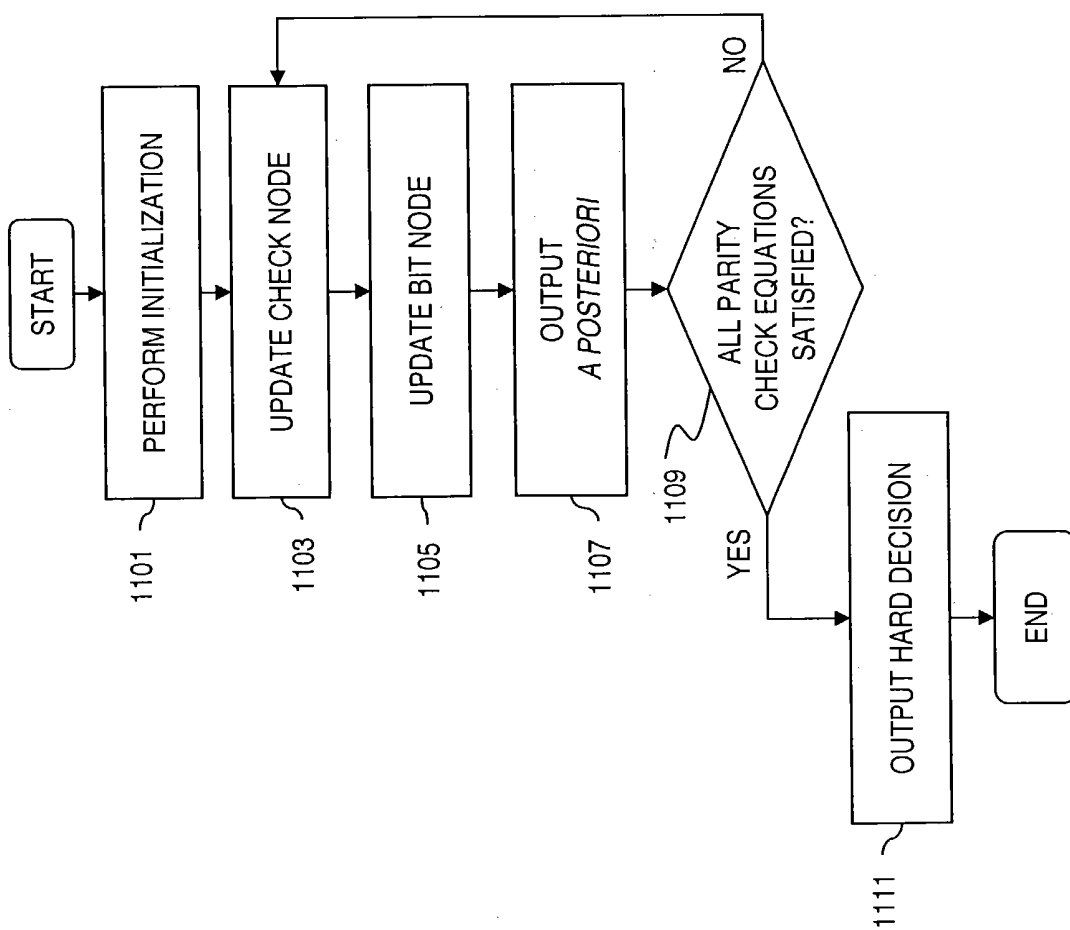 START
PERFORM INITIALIZATION
1101
UPDATE CHECK NODE
1103
UPDATE BIT NODE
1105
OUTPUT
A POSTERIORI
1107
ALL PARITY
CHECK EQUATIONS
SATISFIED?
1109
NO
YES
OUTPUT HARD DECISION
1111
END